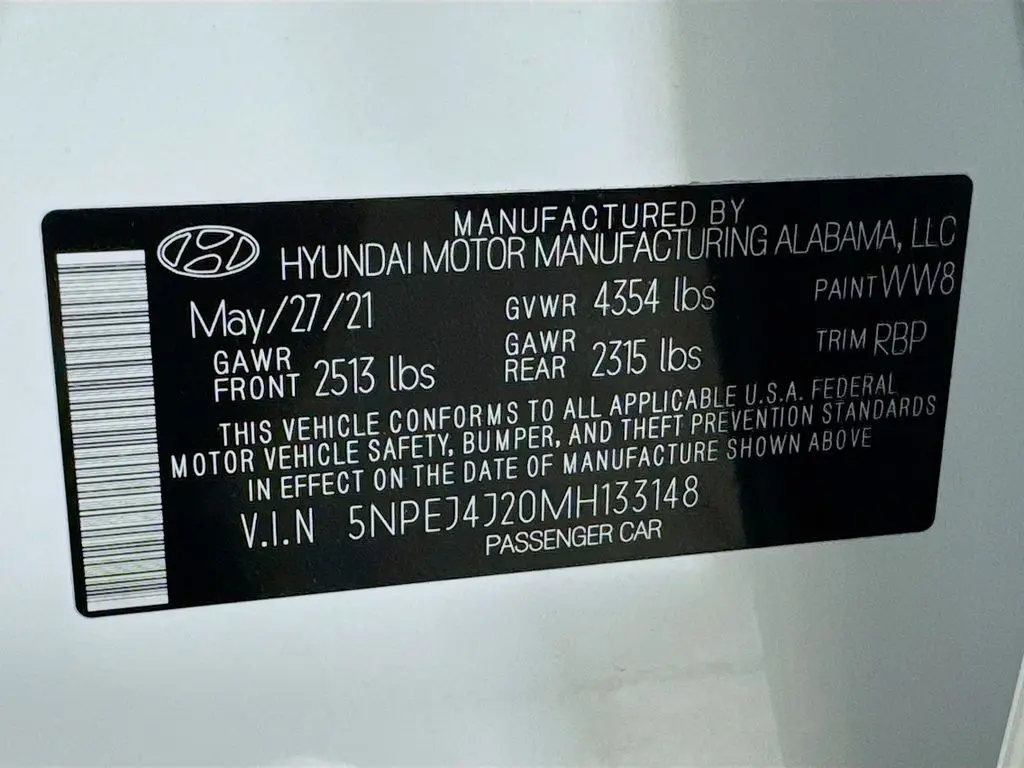 MANUFACTURED BY
HYUNDAI MOTOR MANUFACTURING ALABAMA, LLC
May/27/21 GVWR 4354 lbs PAINT WW8
GAWR FRONT 2513 lbs GAWR REAR 2315 lbs TRIM RBP
THIS VEHICLE CONFORMS TO ALL APPLICABLE U.S.A. FEDERAL
MOTOR VEHICLE SAFETY, BUMPER, AND THEFT PREVENTION STANDARDS
IN EFFECT ON THE DATE OF MANUFACTURE SHOWN ABOVE
V.I.N 5NPEJ4J20MH133148
PASSENGER CAR